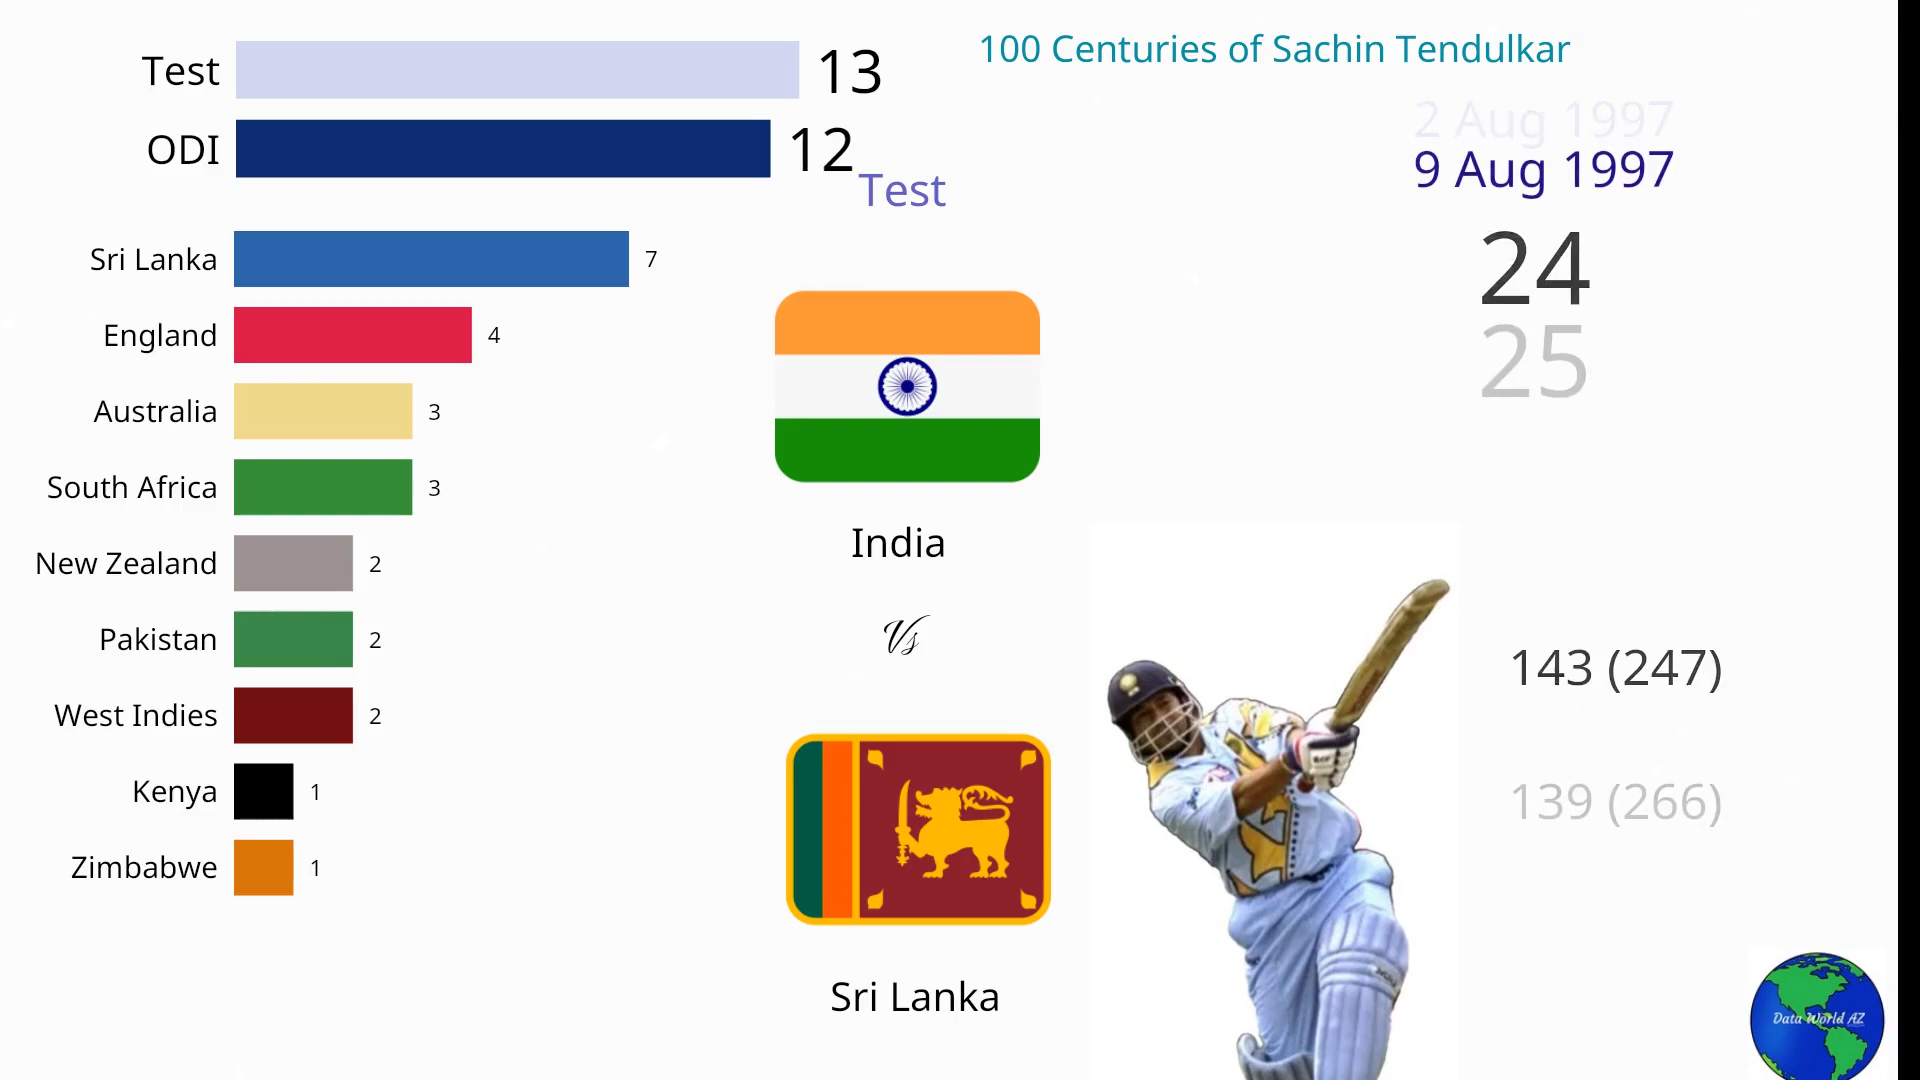 Test 13
ODI 12
100 Centuries of Sachin Tendulkar
2 Aug 1997
9 Aug 1997
Test
24
25
Sri Lanka 7
England 4
Australia 3
South Africa 3
New Zealand 2
Pakistan 2
West Indies 2
Kenya 1
Zimbabwe 1
India
Vs
Sri Lanka
143 (247)
139 (266)
Data World AZ